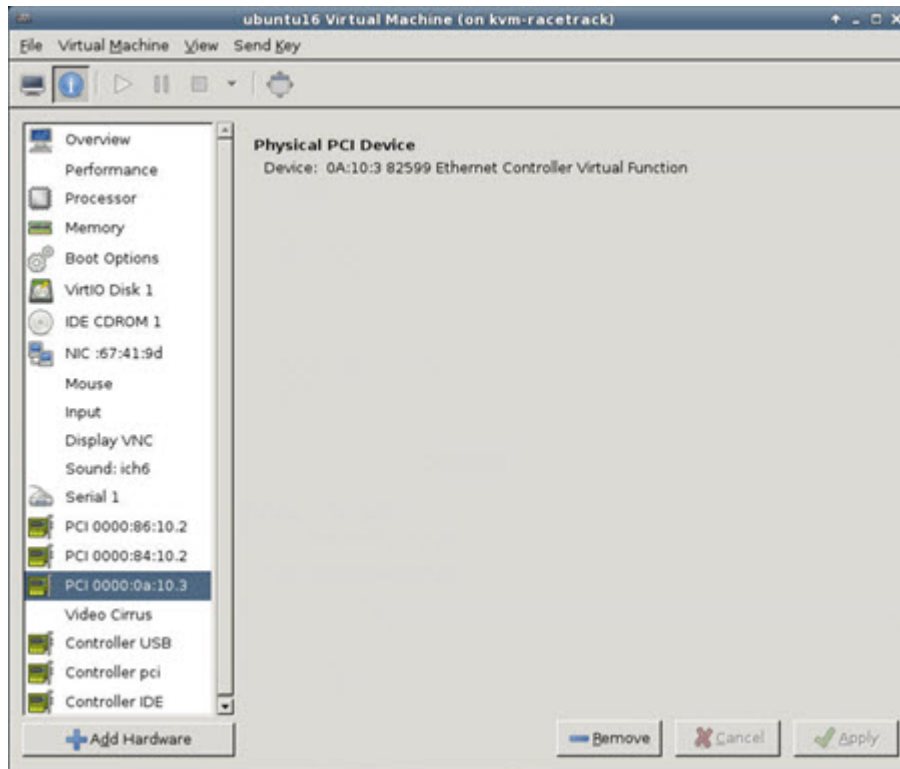 ubuntu16 Virtual Machine (on kvm-racetrack)
File Virtual Machine View Send Key
Overview
Performance
Processor
Memory
Boot Options
VirtIO Disk 1
IDE CDROM 1
NIC :67:41:9d
Mouse
Input
Display VNC
Sound: ich6
Serial 1
PCI 0000:86:10.2
PCI 0000:84:10.2
PCI 0000:0a:10.3
Video Cirrus
Controller USB
Controller pci
Controller IDE
Add Hardware
Physical PCI Device
Device: 0A:10:3 82599 Ethernet Controller Virtual Function
Remove Cancel Apply